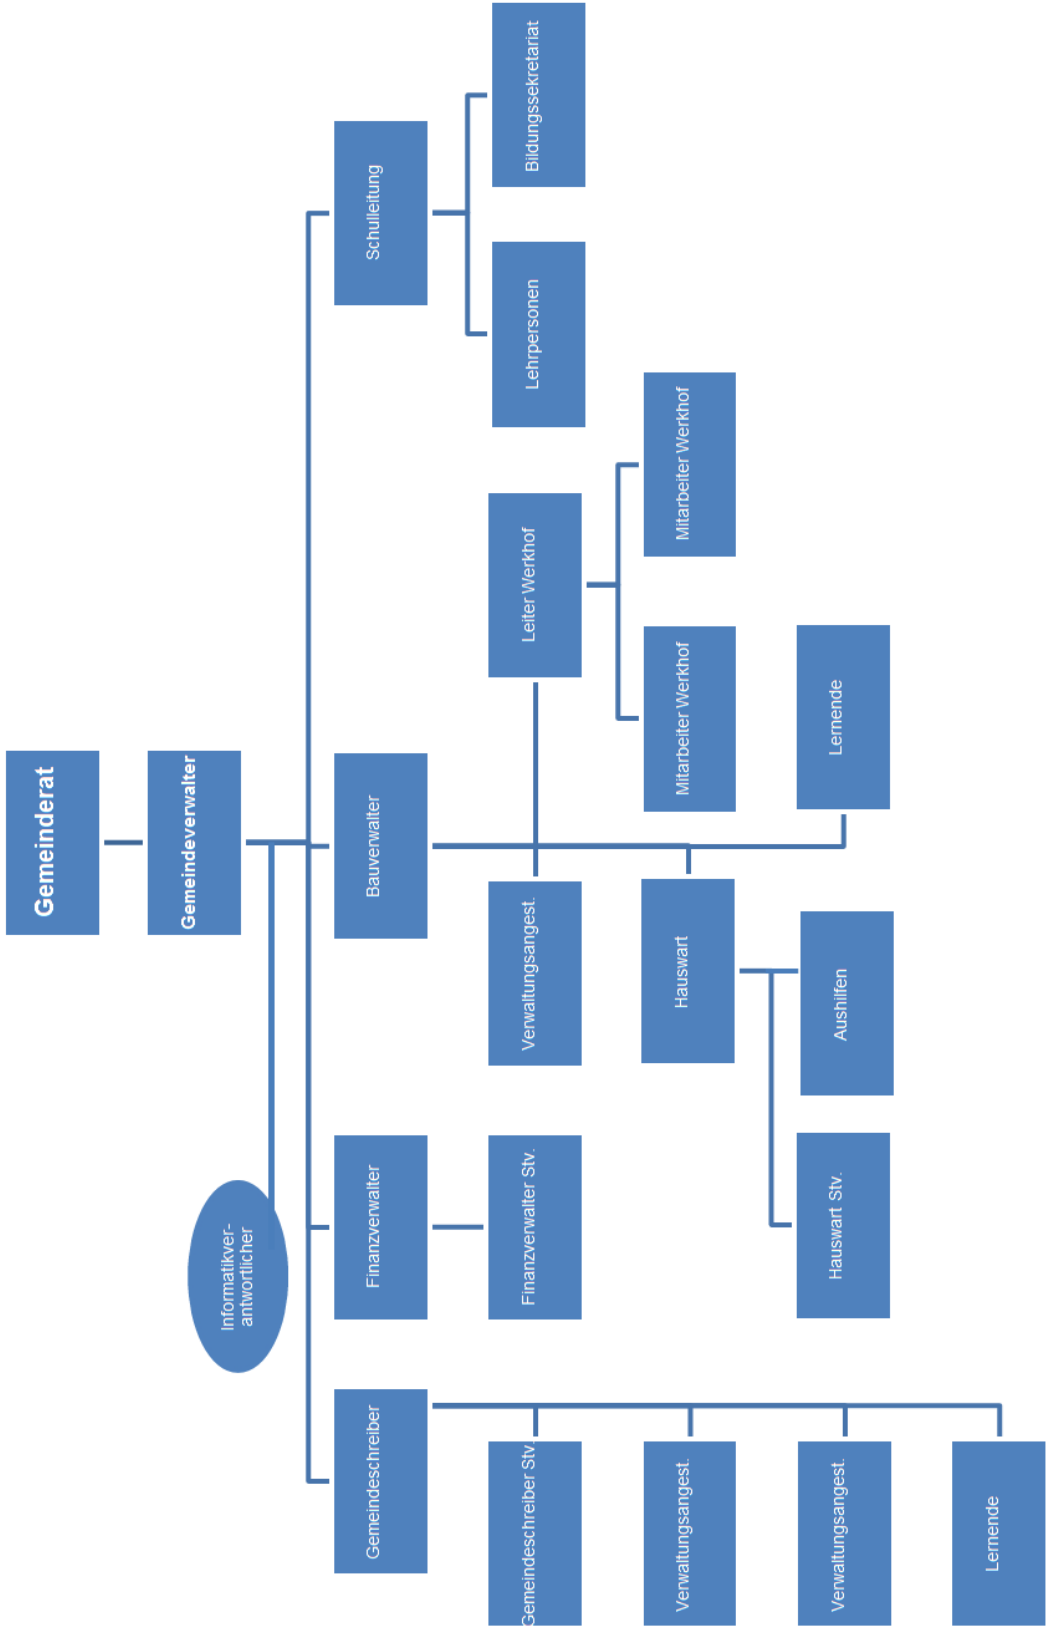 Gemeinderat
Gemeindeverwalter
Informatikver-
antwortlicher
Gemeindeschreiber
Finanzverwalter
Bauverwalter
Schulleitung
Gemeindeschreiber Stv.
Finanzverwalter Stv.
Verwaltungsangest.
Leiter Werkhof
Lehrpersonen
Bildungssekretariat
Verwaltungsangest.
Hauswart
Mitarbeiter Werkhof
Mitarbeiter Werkhof
Verwaltungsangest.
Hauswart Stv.
Aushilfen
Lernende
Lernende